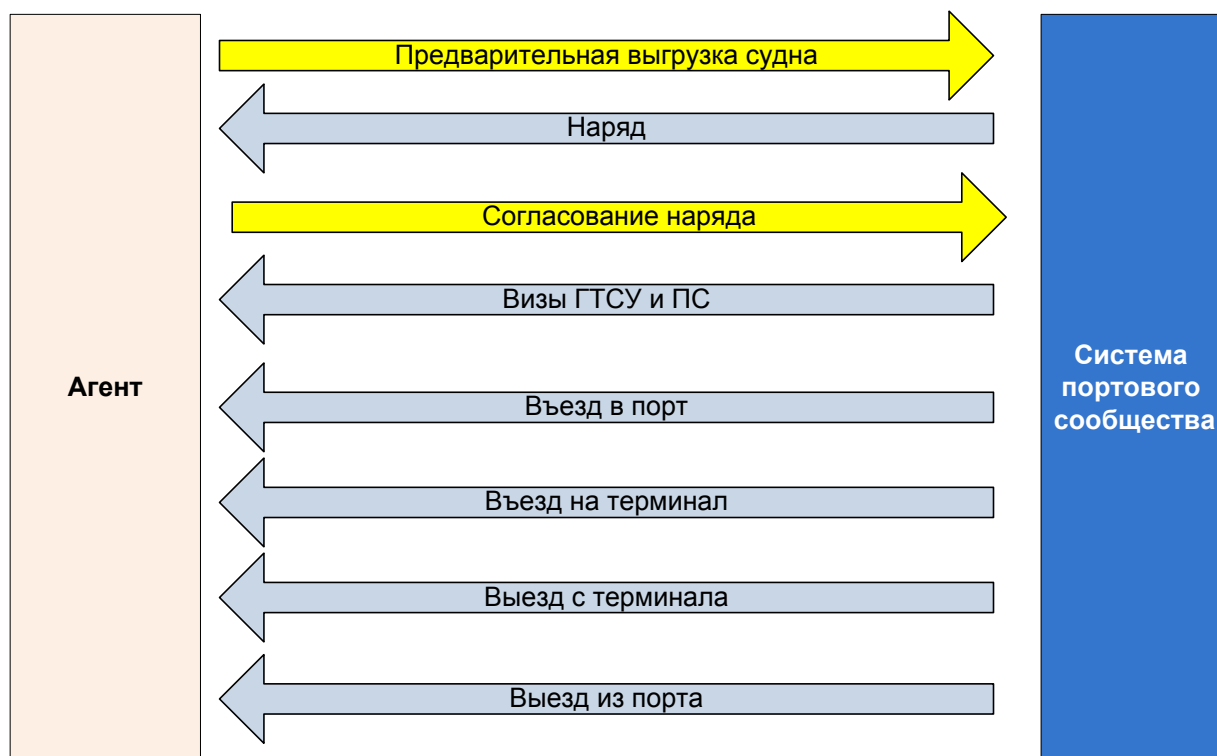 Предварительная выгрузка судна
Наряд
Согласование наряда
Визы ГТСУ и ПС
Агент
Система
портового
сообщества
Въезд в порт
Въезд на терминал
Выезд с терминала
Выезд из порта